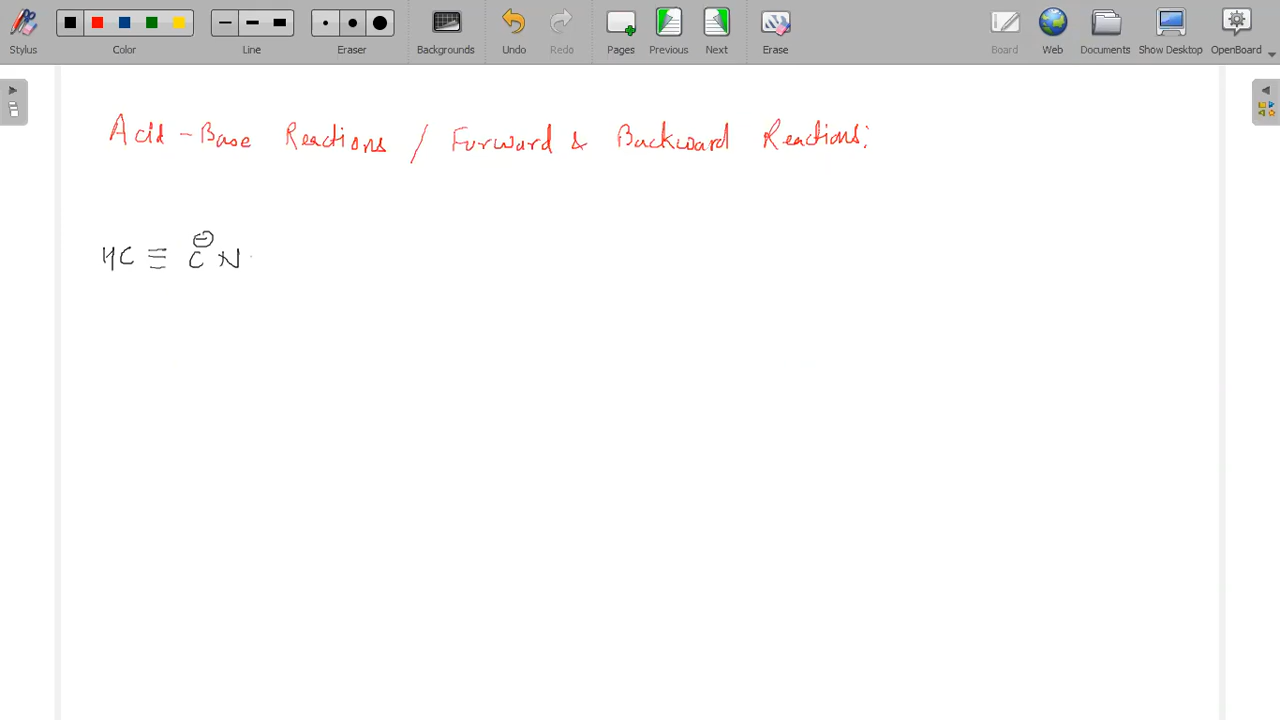 Stylus
Color
Line
Eraser
Backgrounds
Undo
Redo
Pages
Previous
Next
Erase
Board
Web
Documents
Show Desktop
OpenBoard
Acid-Base Reactions / Forward & Backward Reactions:
HC ≡ C⊖ N